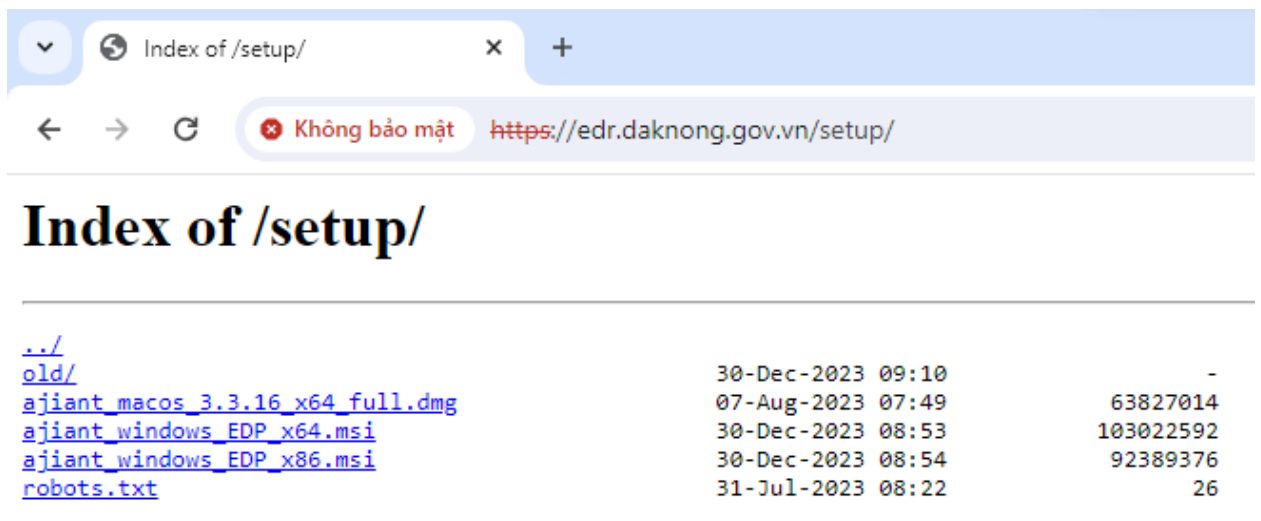 Index of /setup/
Không bảo mật https://edr.daknong.gov.vn/setup/
Index of /setup/
../
old/ 30-Dec-2023 09:10 -
ajiant_macos_3.3.16_x64_full.dmg 07-Aug-2023 07:49 63827014
ajiant_windows_EDP_x64.msi 30-Dec-2023 08:53 103022592
ajiant_windows_EDP_x86.msi 30-Dec-2023 08:54 92389376
robots.txt 31-Jul-2023 08:22 26